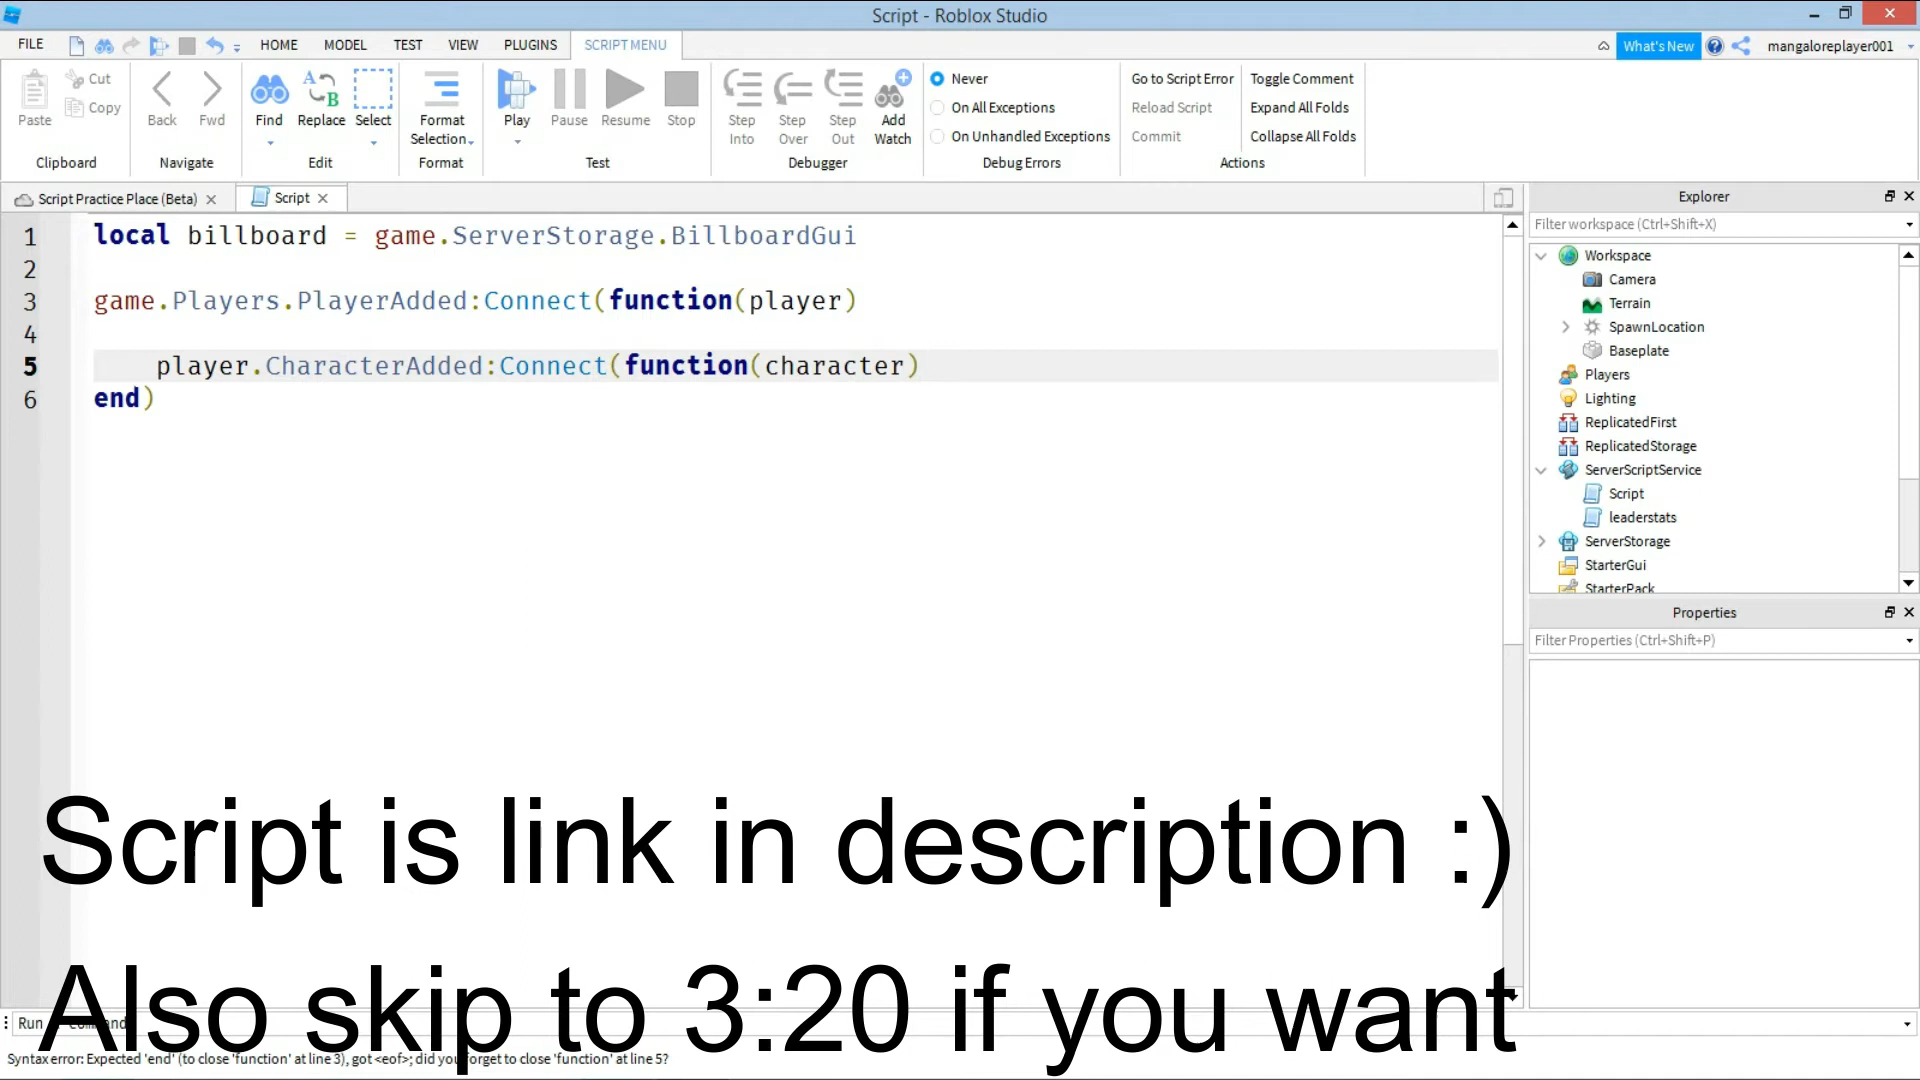 Script - Roblox Studio
FILE HOME MODEL TEST VIEW PLUGINS SCRIPT MENU What's New mangaloreplayer001
Paste Cut Copy Back Fwd Find Replace Select Format Selection Play Pause Resume Stop Step Into Step Over Step Out Add Watch
Never
On All Exceptions
On Unhandled Exceptions
Go to Script Error
Reload Script
Commit
Toggle Comment
Expand All Folds
Collapse All Folds
Clipboard Navigate Edit Format Test Debugger Debug Errors Actions
Script Practice Place (Beta) Script
1 local billboard = game.ServerStorage.BillboardGui
2
3 game.Players.PlayerAdded:Connect(function(player)
4
5 player.CharacterAdded:Connect(function(character)
6 end)
Explorer
Filter workspace (Ctrl+Shift+X)
Workspace
Camera
Terrain
SpawnLocation
Baseplate
Players
Lighting
ReplicatedFirst
ReplicatedStorage
ServerScriptService
Script
leaderstats
ServerStorage
StarterGui
StarterPack
Properties
Filter Properties (Ctrl+Shift+P)
Script is link in description :)
Also skip to 3:20 if you want
Run
Syntax error: Expected 'end' (to close 'function' at line 3), got <eof>; did you forget to close 'function' at line 5?